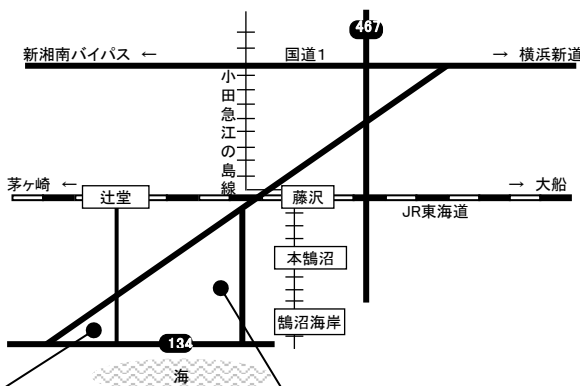 467
新湘南バイパス ←
国道1
→ 横浜新道
小田急江の島線
茅ヶ崎 ←
辻堂
藤沢
→ 大船
JR東海道
本鵠沼
鵠沼海岸
134
海